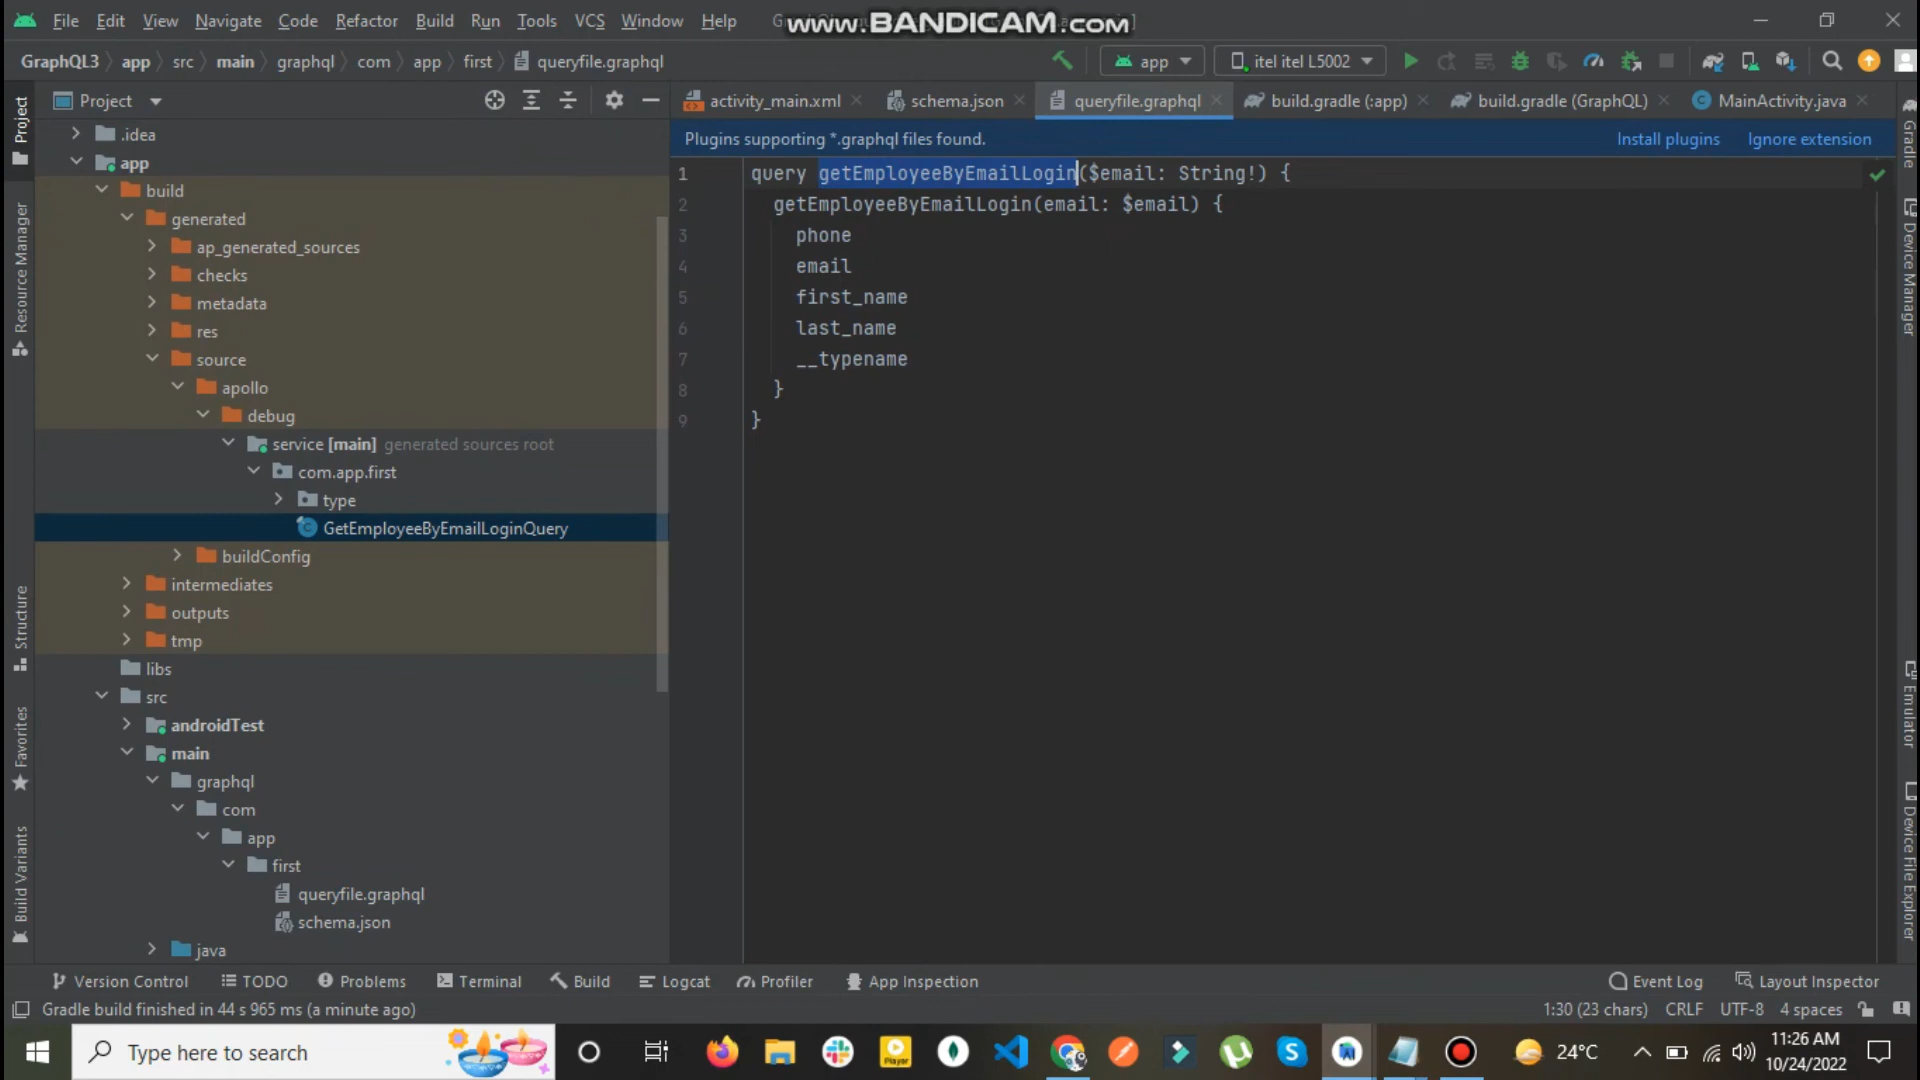 File Edit View Navigate Code Refactor Build Run Tools VCS Window Help
www.BANDICAM.com
GraphQL3 app src main graphql com app first queryfile.graphql
app itel itel L5002
Project
activity_main.xml schema.json queryfile.graphql build.gradle (:app) build.gradle (GraphQL) MainActivity.java
Plugins supporting *.graphql files found. Install plugins Ignore extension
Project
Resource Manager
Structure
Favorites
Build Variants
.idea
app
build
generated
ap_generated_sources
checks
metadata
res
source
apollo
debug
service [main] generated sources root
com.app.first
type
GetEmployeeByEmailLoginQuery
buildConfig
intermediates
outputs
tmp
libs
src
androidTest
main
graphql
com
app
first
queryfile.graphql
schema.json
java
1 query getEmployeeByEmailLogin($email: String!) {
2 getEmployeeByEmailLogin(email: $email) {
3 phone
4 email
5 first_name
6 last_name
7 __typename
8 }
9 }
Gradle
Device Manager
Emulator
Device File Explorer
Version Control TODO Problems Terminal Build Logcat Profiler App Inspection Event Log Layout Inspector
Gradle build finished in 44 s 965 ms (a minute ago) 1:30 (23 chars) CRLF UTF-8 4 spaces
Type here to search
Player
24°C
11:26 AM
10/24/2022